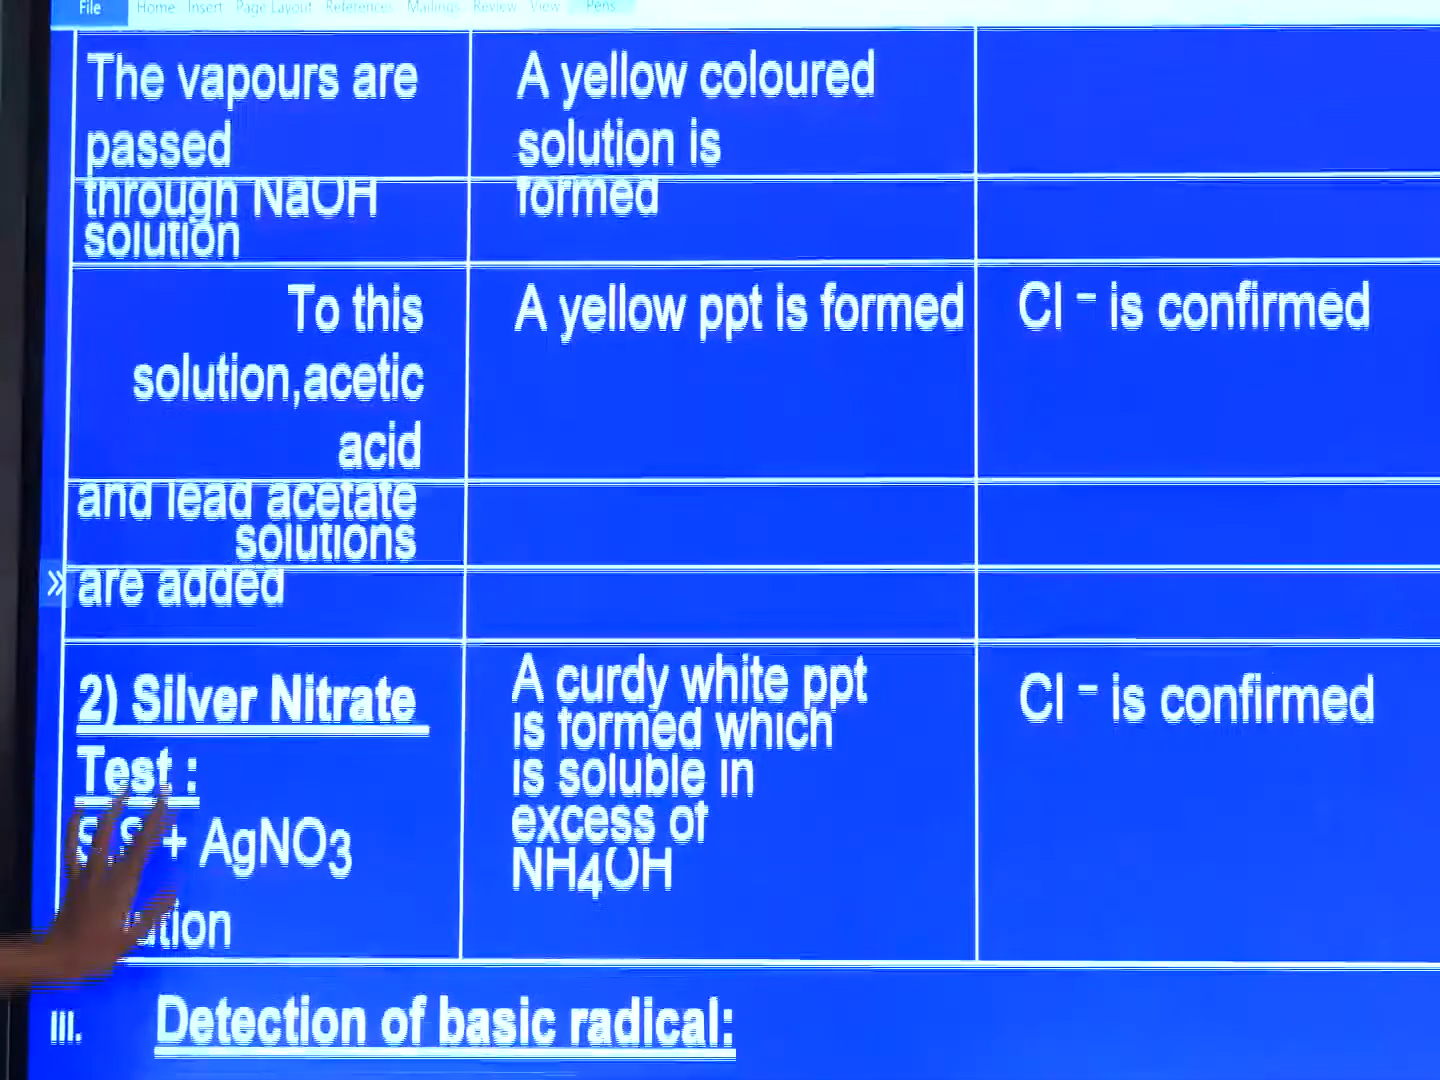 File Home Insert Page Layout References Mailings Review View Pens
The vapours are
passed
through NaOH
solution
A yellow coloured
solution is
formed
To this
solution,acetic
acid
and lead acetate
solutions
are added
A yellow ppt is formed
Cl – is confirmed
2) Silver Nitrate
Test :
+ AgNO3
A curdy white ppt
is formed which
is soluble in
excess of
NH4OH
Cl – is confirmed
III. Detection of basic radical: